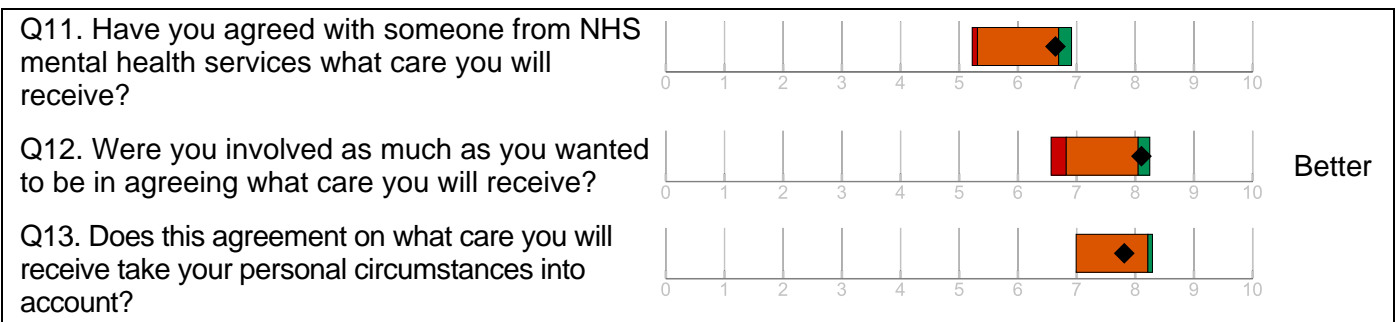 Q11. Have you agreed with someone from NHS
mental health services what care you will
receive?
0 1 2 3 4 5 6 7 8 9 10
Q12. Were you involved as much as you wanted
to be in agreeing what care you will receive?
Better
0 1 2 3 4 5 6 7 8 9 10
Q13. Does this agreement on what care you will
receive take your personal circumstances into
account?
0 1 2 3 4 5 6 7 8 9 10